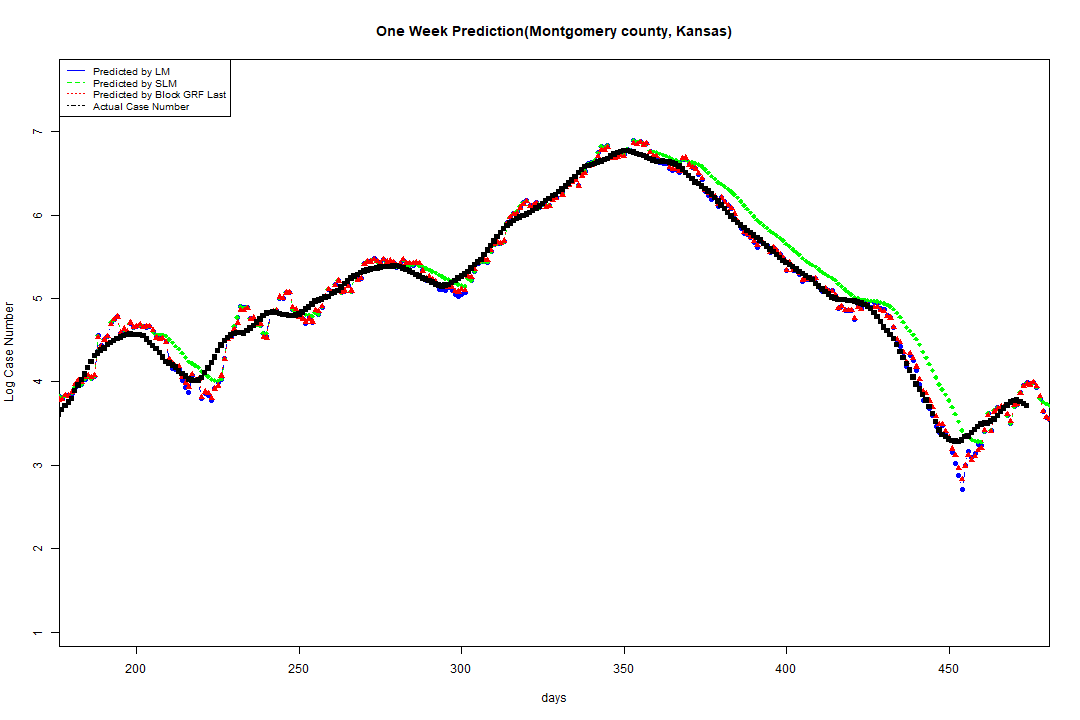 One Week Prediction(Montgomery county, Kansas)
Predicted by LM
Predicted by SLM
Predicted by Block GRF Last
Actual Case Number
7
6
5
4
3
2
1
Log Case Number
200 250 300 350 400 450
days